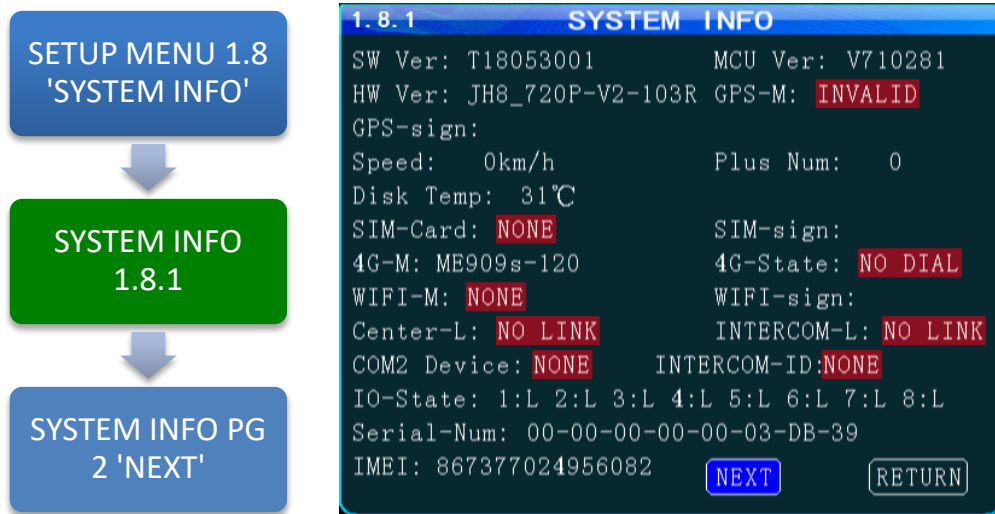 SETUP MENU 1.8
'SYSTEM INFO'
SYSTEM INFO
1.8.1
SYSTEM INFO PG
2 'NEXT'
1.8.1 SYSTEM INFO
SW Ver: T18053001 MCU Ver: V710281
HW Ver: JH8_720P-V2-103R GPS-M: INVALID
GPS-sign:
Speed: 0km/h Plus Num: 0
Disk Temp: 31℃
SIM-Card: NONE SIM-sign:
4G-M: ME909s-120 4G-State: NO DIAL
WIFI-M: NONE WIFI-sign:
Center-L: NO LINK INTERCOM-L: NO LINK
COM2 Device: NONE INTERCOM-ID:NONE
IO-State: 1:L 2:L 3:L 4:L 5:L 6:L 7:L 8:L
Serial-Num: 00-00-00-00-00-03-DB-39
IMEI: 867377024956082 NEXT RETURN